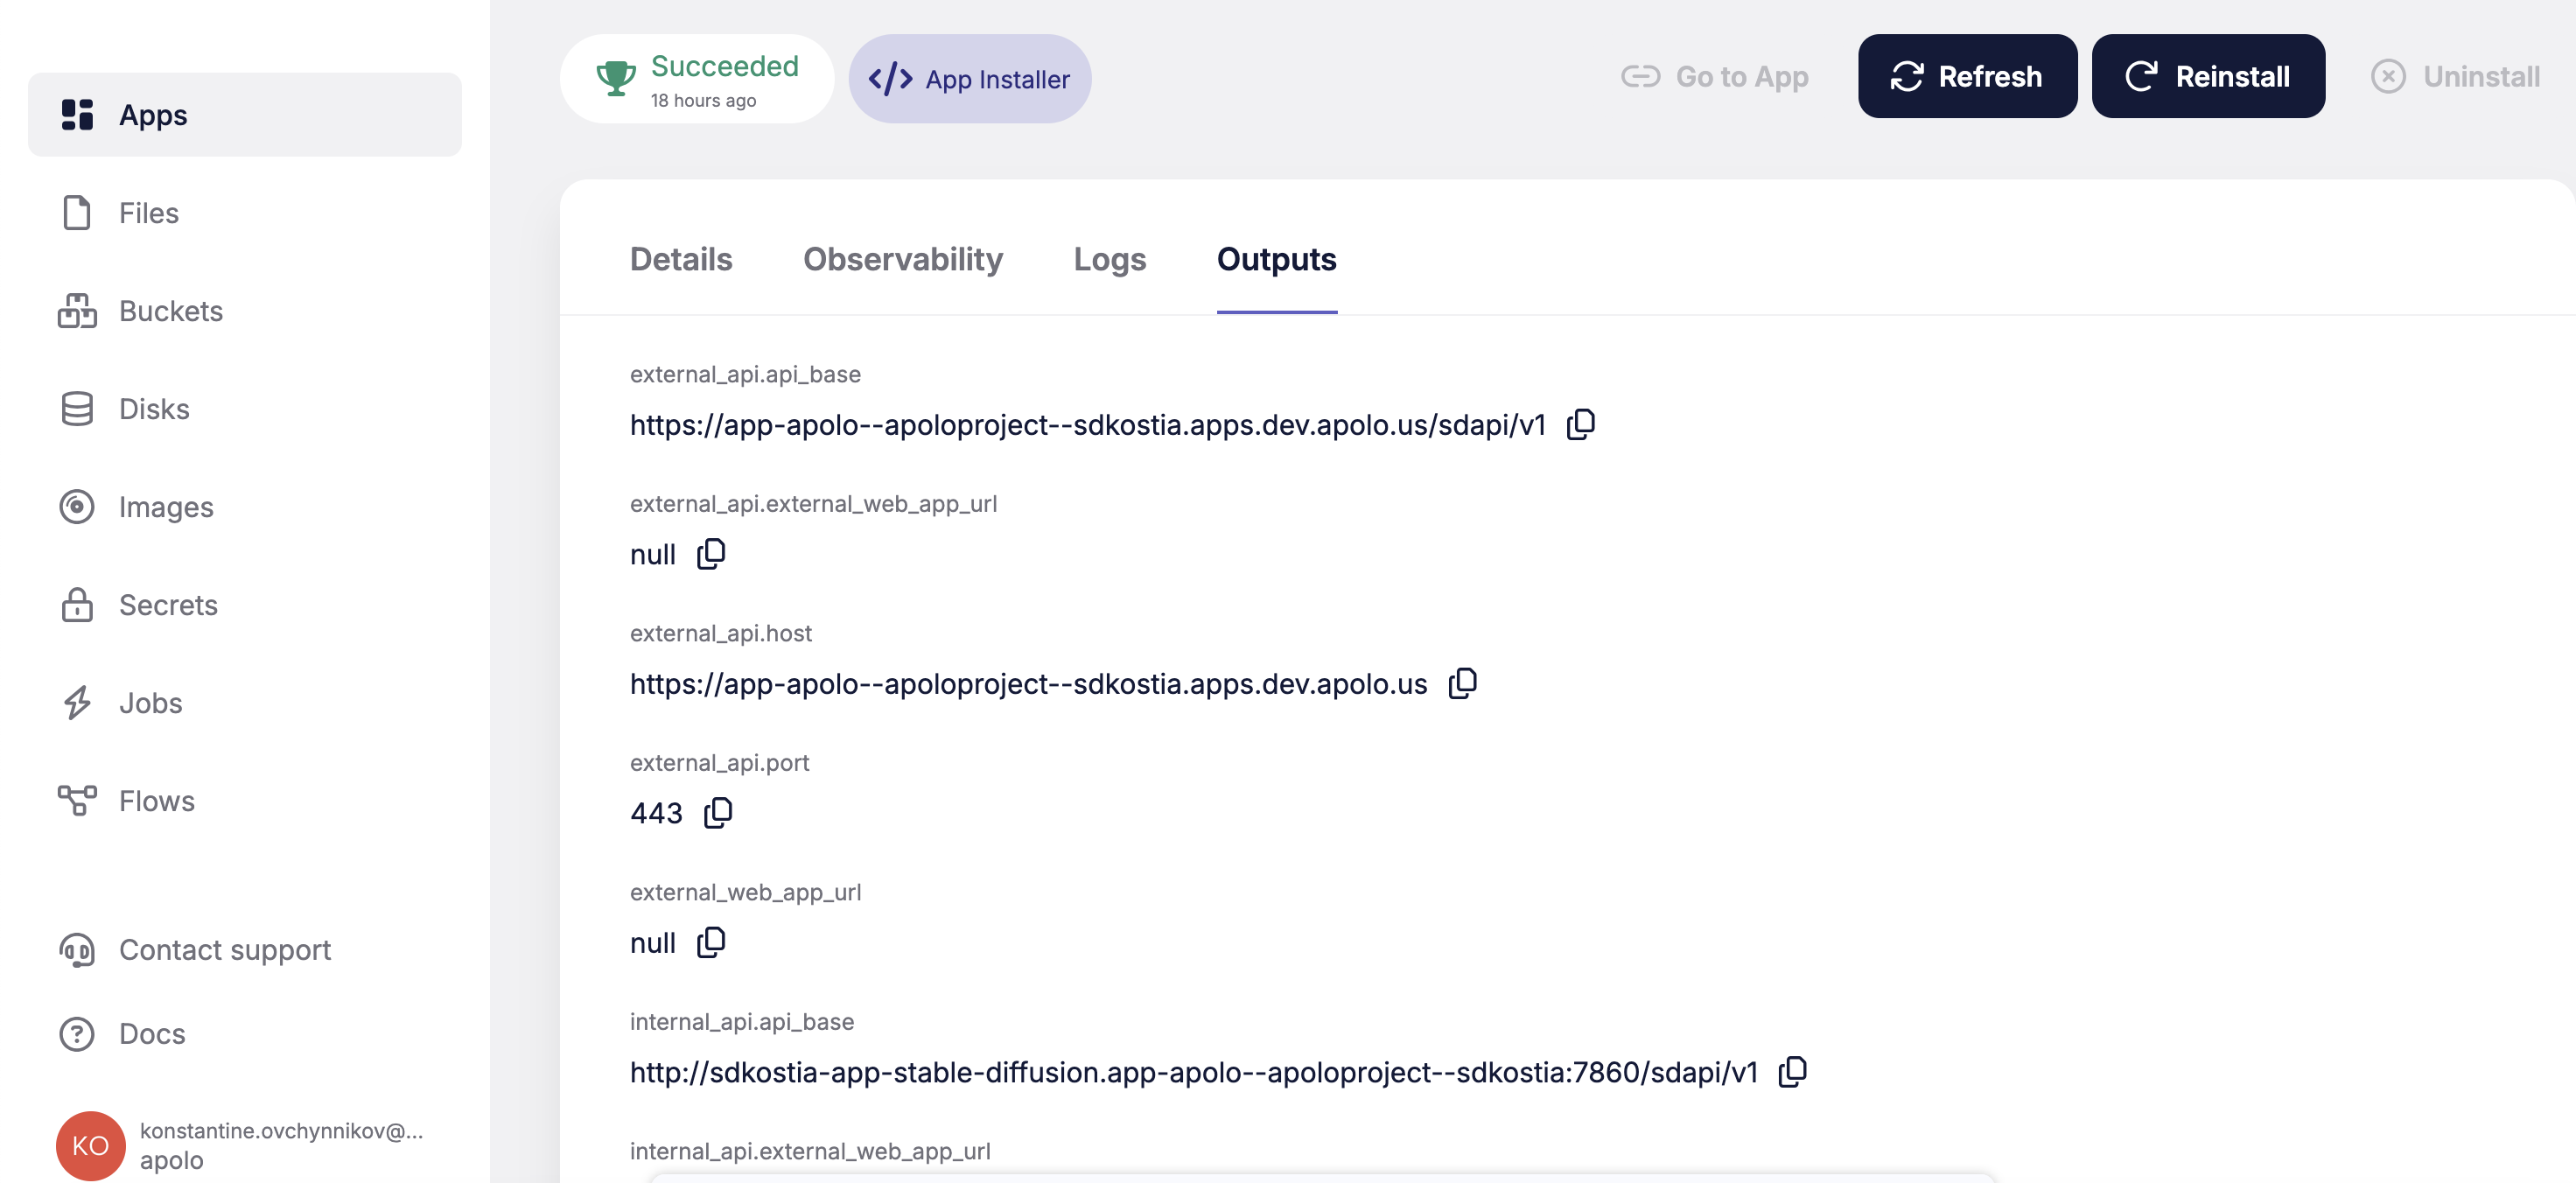 Apps
Files
Buckets
Disks
Images
Secrets
Jobs
Flows
Contact support
Docs
KO
konstantine.ovchynnikov@...
apolo
Succeeded
18 hours ago
</> App Installer
Go to App
Refresh
Reinstall
Uninstall
Details
Observability
Logs
Outputs
external_api.api_base
https://app-apolo--apoloproject--sdkostia.apps.dev.apolo.us/sdapi/v1
external_api.external_web_app_url
null
external_api.host
https://app-apolo--apoloproject--sdkostia.apps.dev.apolo.us
external_api.port
443
external_web_app_url
null
internal_api.api_base
http://sdkostia-app-stable-diffusion.app-apolo--apoloproject--sdkostia:7860/sdapi/v1
internal_api.external_web_app_url